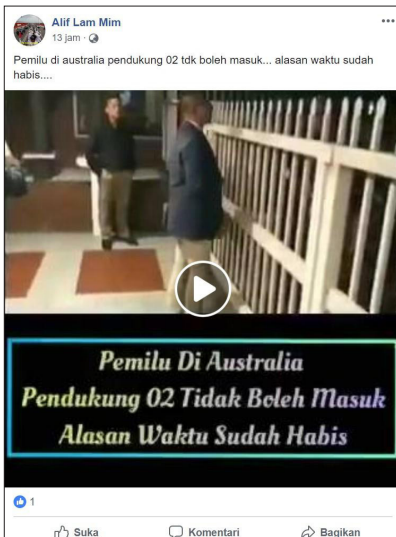 Alif Lam Mim
13 jam ·
Pemilu di australia pendukung 02 tdk boleh masuk... alasan waktu sudah
habis....
Pemilu Di Australia
Pendukung 02 Tidak Boleh Masuk
Alasan Waktu Sudah Habis
1
Suka Komentari Bagikan